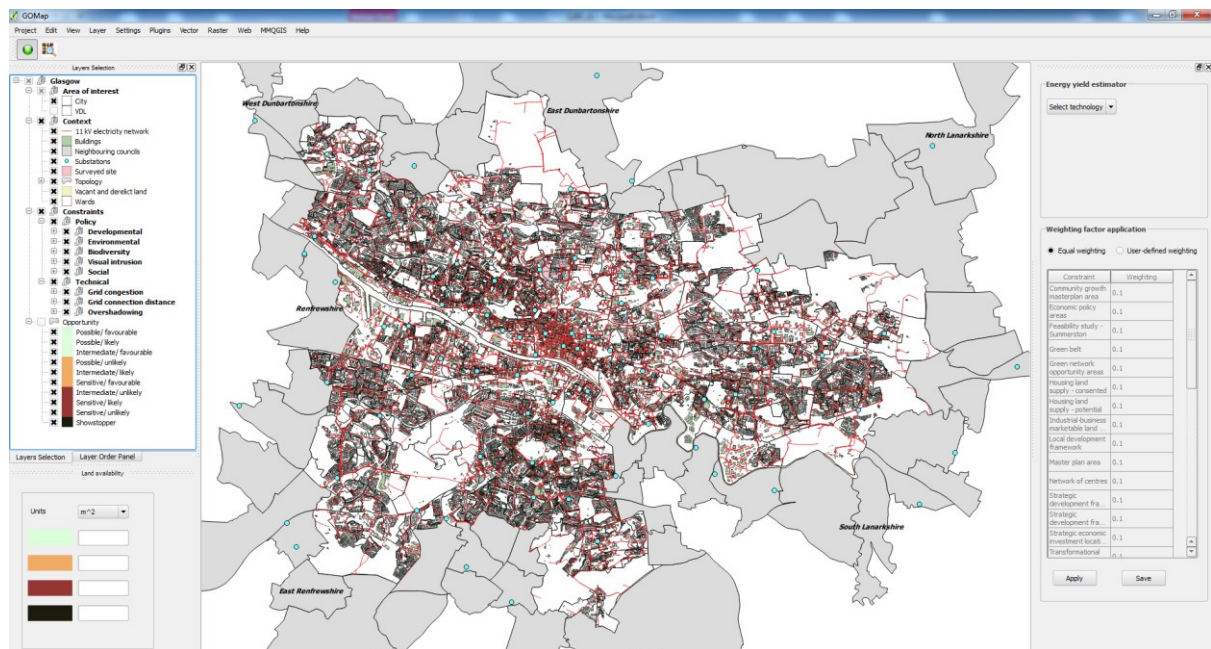 GOMap
Project Edit View Layer Settings Plugins Vector Raster Web MMQGIS Help
Layers Selection
Glasgow
Area of interest
City
VDL
Context
11 kV electricity network
Buildings
Neighbouring councils
Substations
Surveyed site
Topology
Vacant and derelict land
Wards
Constraints
Policy
Developmental
Environmental
Biodiversity
Visual intrusion
Social
Technical
Grid congestion
Grid connection distance
Overshadowing
Opportunity
Possible/ favourable
Possible/ likely
Intermediate/ favourable
Possible/ unlikely
Intermediate/ likely
Sensitive/ favourable
Intermediate/ unlikely
Sensitive/ likely
Sensitive/ unlikely
Showstopper
Layers Selection Layer Order Panel
Land availability
Units m^2
West Dunbartonshire
East Dunbartonshire
North Lanarkshire
Renfrewshire
South Lanarkshire
East Renfrewshire
Energy yield estimator
Select technology
Weighting factor application
Equal weighting User-defined weighting
Constraint Weighting
Community growth
masterplan area 0.1
Economic policy
areas 0.1
Feasibility study -
Summerston 0.1
Green belt 0.1
Green network
opportunity areas 0.1
Housing land
supply - consented 0.1
Housing land
supply - potential 0.1
Industrial-business
marketable land ... 0.1
Local development
framework 0.1
Master plan area 0.1
Network of centres 0.1
Strategic
development fra... 0.1
Strategic
development fra... 0.1
Strategic economic
investment locati... 0.1
Transformational 0.1
Apply Save